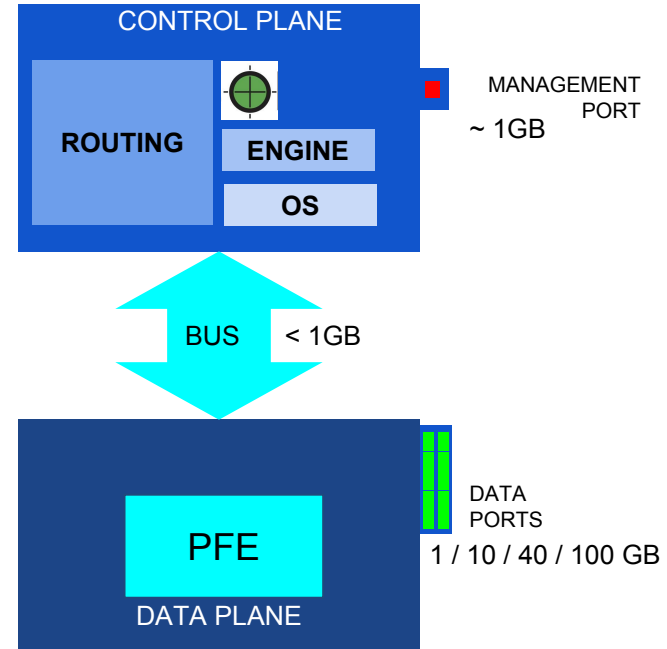 CONTROL PLANE
ROUTING
ENGINE
OS
MANAGEMENT
PORT
~ 1GB
BUS
< 1GB
DATA
PORTS
1 / 10 / 40 / 100 GB
PFE
DATA PLANE